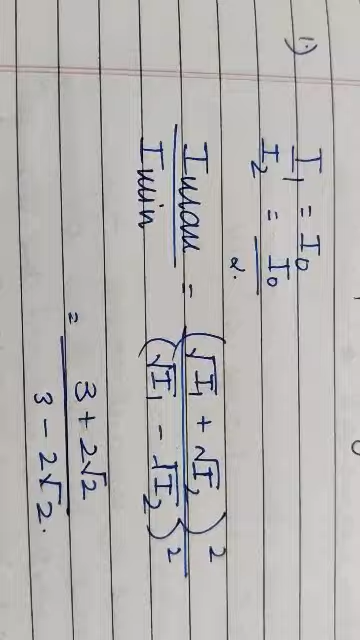 1.)
I₁ = I₀
I₂ = I₀/2.
Imax/Imin = (√I₁ + √I₂)²/(√I₁ - √I₂)²
= 3 + 2√2/3 - 2√2.